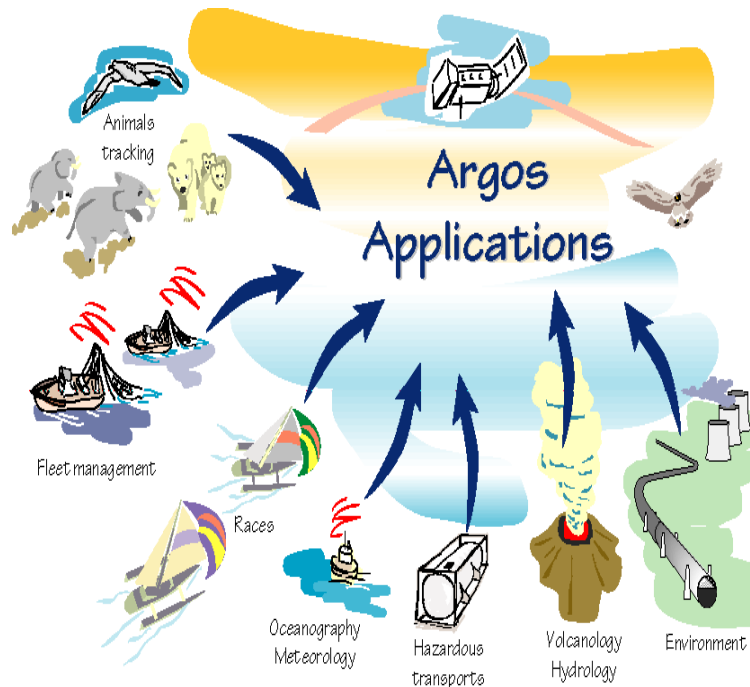 Animals
tracking
Argos
Applications
Fleet management
Races
Oceanography
Meteorology
Hazardous
transports
Volcanology
Hydrology
Environment